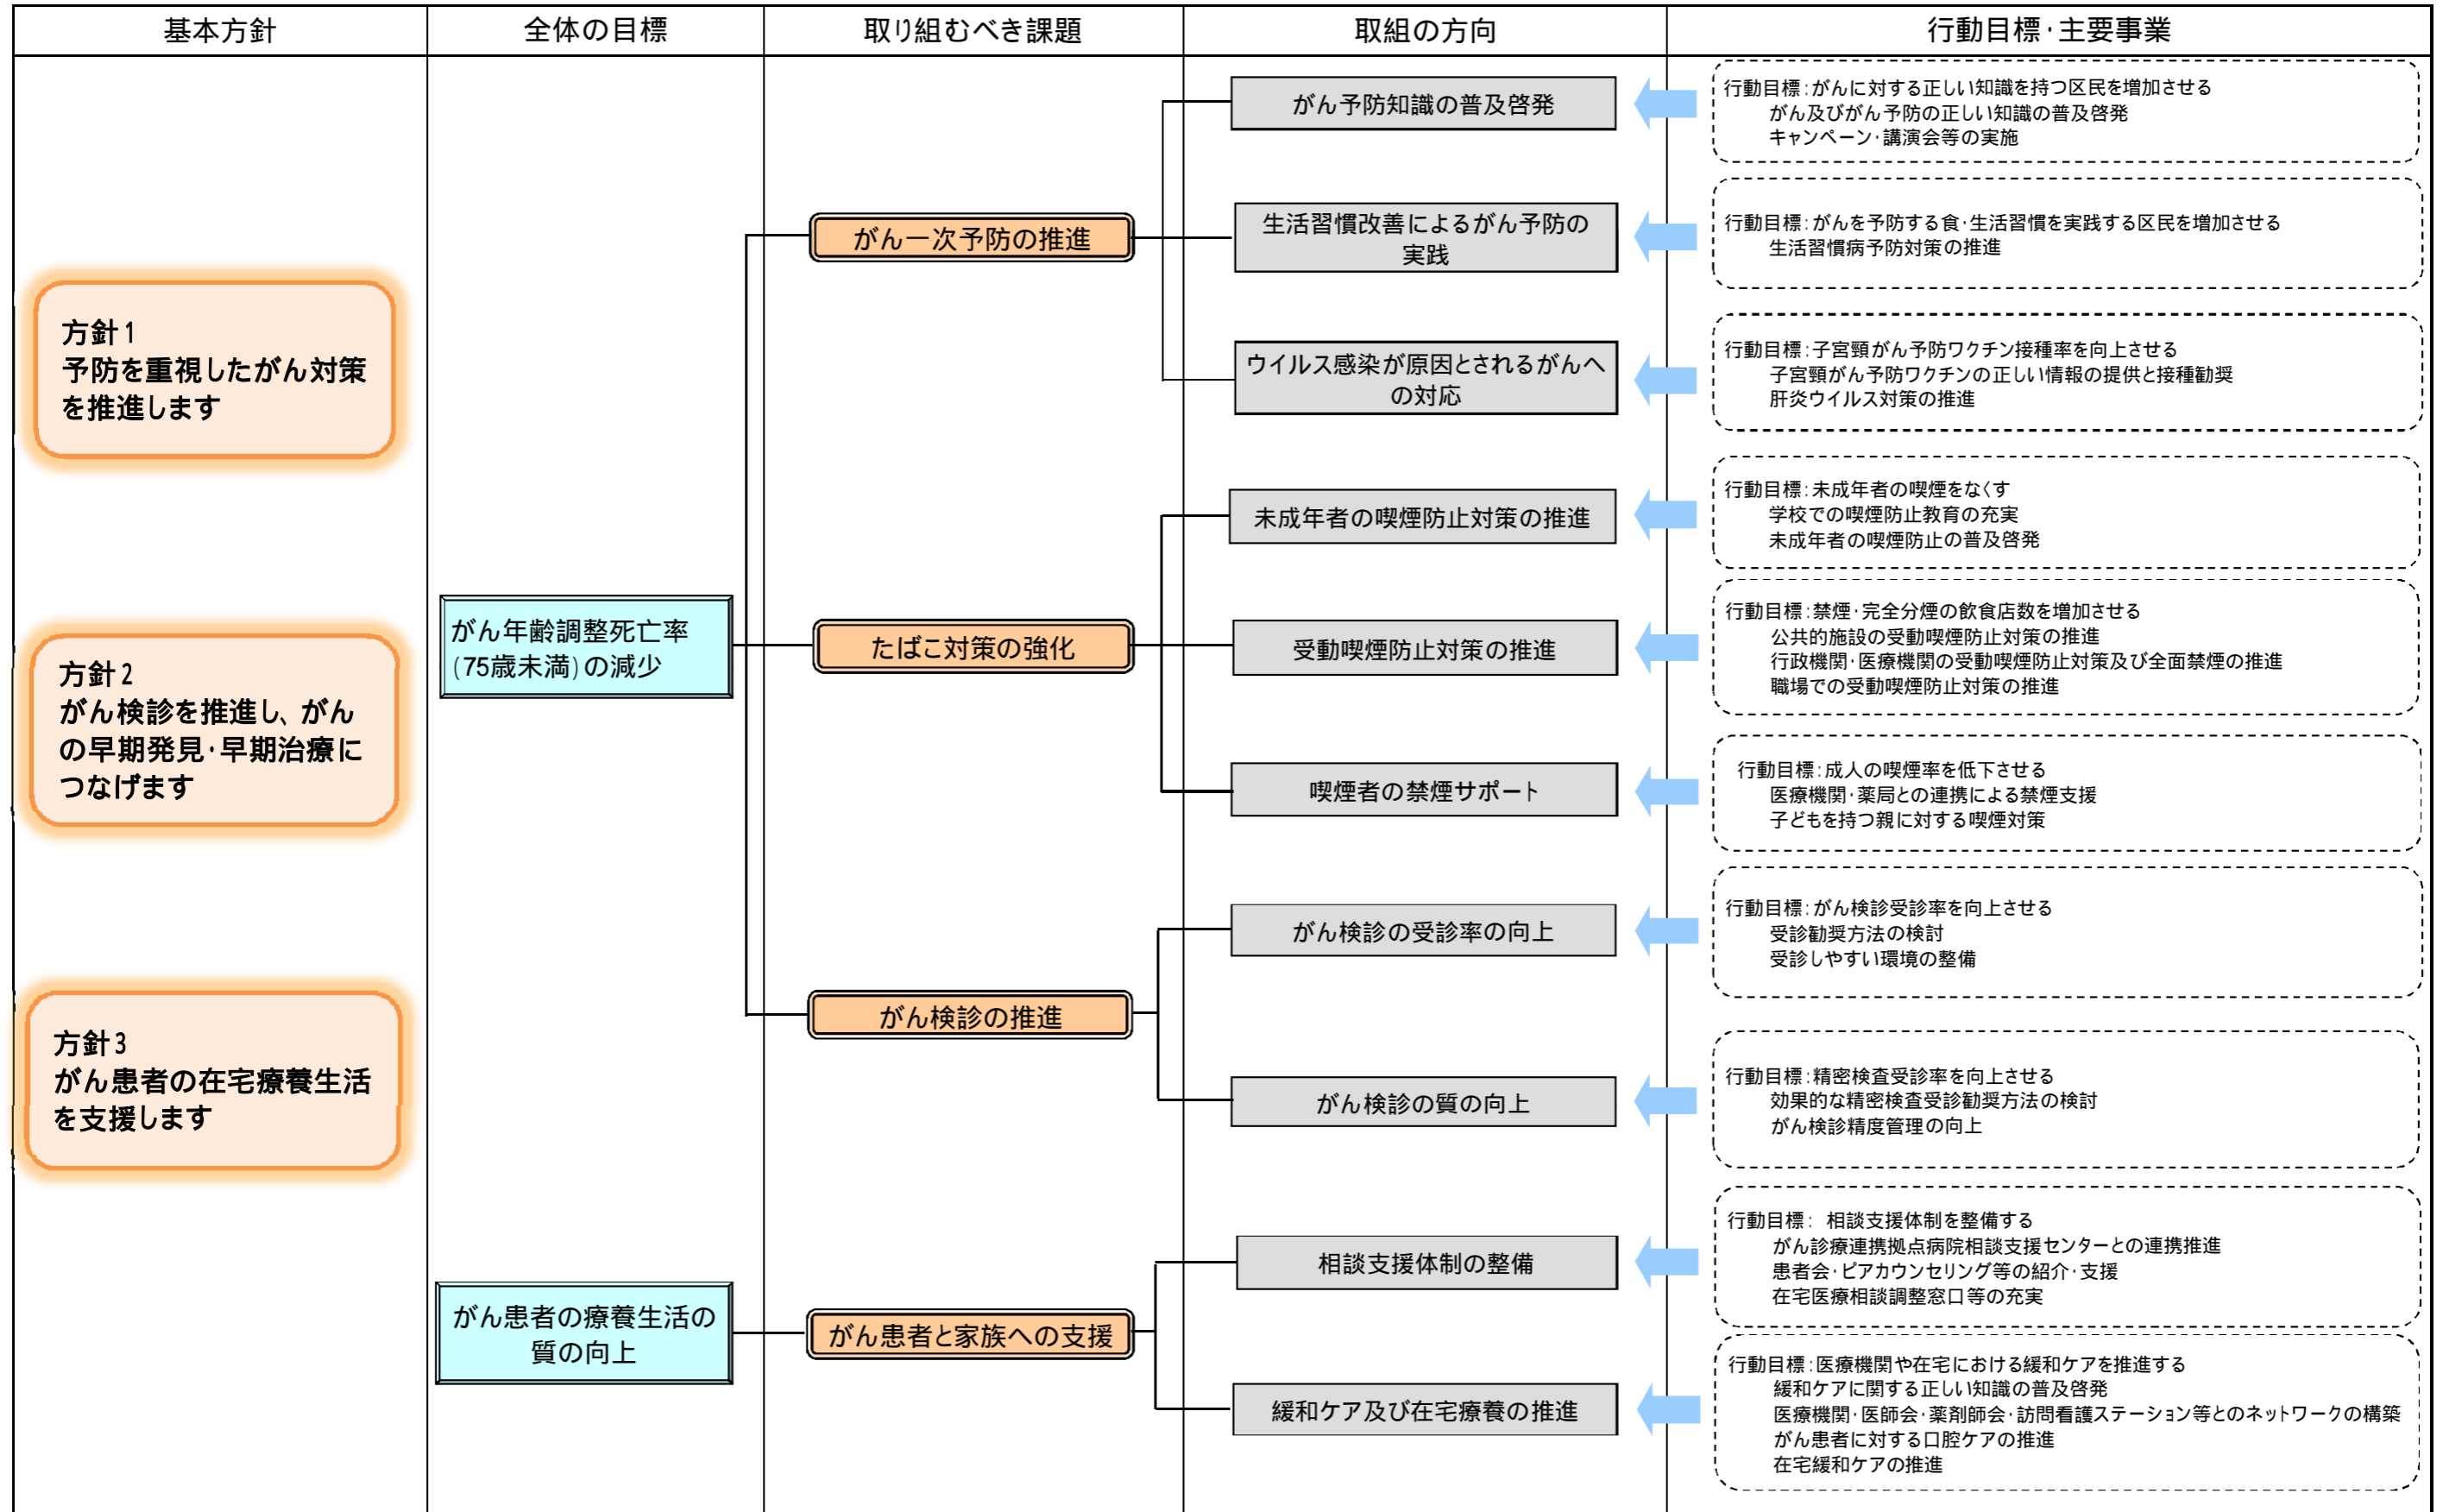 基本方針
全体の目標
取り組むべき課題
取組の方向
行動目標･主要事業
方針1
予防を重視したがん対策
を推進します
方針2
がん検診を推進し、がん
の早期発見･早期治療に
つなげます
方針3
がん患者の在宅療養生活
を支援します
がん年齢調整死亡率
(75歳未満)の減少
がん患者の療養生活の
質の向上
がん一次予防の推進
たばこ対策の強化
がん検診の推進
がん患者と家族への支援
がん予防知識の普及啓発
生活習慣改善によるがん予防の
実践
ウイルス感染が原因とされるがんへ
の対応
未成年者の喫煙防止対策の推進
受動喫煙防止対策の推進
喫煙者の禁煙サポート
がん検診の受診率の向上
がん検診の質の向上
相談支援体制の整備
緩和ケア及び在宅療養の推進
行動目標:がんに対する正しい知識を持つ区民を増加させる
がん及びがん予防の正しい知識の普及啓発
キャンペーン･講演会等の実施
行動目標:がんを予防する食･生活習慣を実践する区民を増加させる
生活習慣病予防対策の推進
行動目標:子宮頸がん予防ワクチン接種率を向上させる
子宮頸がん予防ワクチンの正しい情報の提供と接種勧奨
肝炎ウイルス対策の推進
行動目標:未成年者の喫煙をなくす
学校での喫煙防止教育の充実
未成年者の喫煙防止の普及啓発
行動目標:禁煙･完全分煙の飲食店数を増加させる
公共的施設の受動喫煙防止対策の推進
行政機関･医療機関の受動喫煙防止対策及び全面禁煙の推進
職場での受動喫煙防止対策の推進
行動目標:成人の喫煙率を低下させる
医療機関･薬局との連携による禁煙支援
子どもを持つ親に対する喫煙対策
行動目標:がん検診受診率を向上させる
受診勧奨方法の検討
受診しやすい環境の整備
行動目標:精密検査受診率を向上させる
効果的な精密検査受診勧奨方法の検討
がん検診精度管理の向上
行動目標: 相談支援体制を整備する
がん診療連携拠点病院相談支援センターとの連携推進
患者会･ピアカウンセリング等の紹介･支援
在宅医療相談調整窓口等の充実
行動目標:医療機関や在宅における緩和ケアを推進する
緩和ケアに関する正しい知識の普及啓発
医療機関･医師会･薬剤師会･訪問看護ステーション等とのネットワークの構築
がん患者に対する口腔ケアの推進
在宅緩和ケアの推進